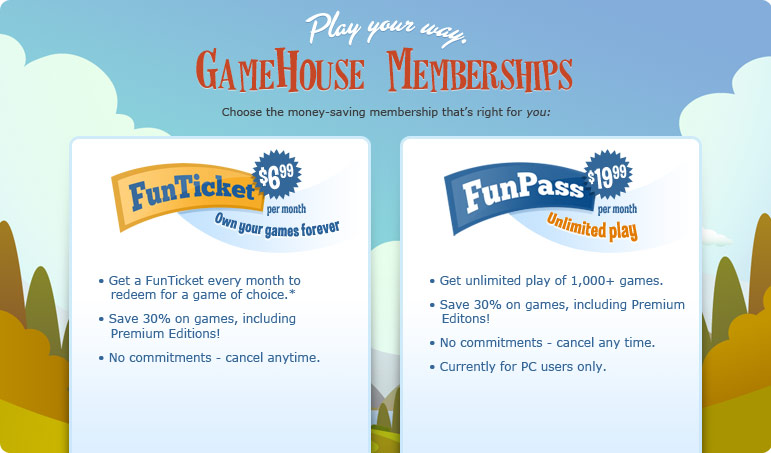 Play your way.
GameHouse Memberships
Choose the money-saving membership that's right for you:
FunTicket
$6.99
per month
Own your games forever
• Get a FunTicket every month to
redeem for a game of choice.*
• Save 30% on games, including
Premium Editions!
• No commitments - cancel anytime.
FunPass
$19.99
per month
Unlimited play
• Get unlimited play of 1,000+ games.
• Save 30% on games, including Premium
Editons!
• No commitments - cancel any time.
• Currently for PC users only.